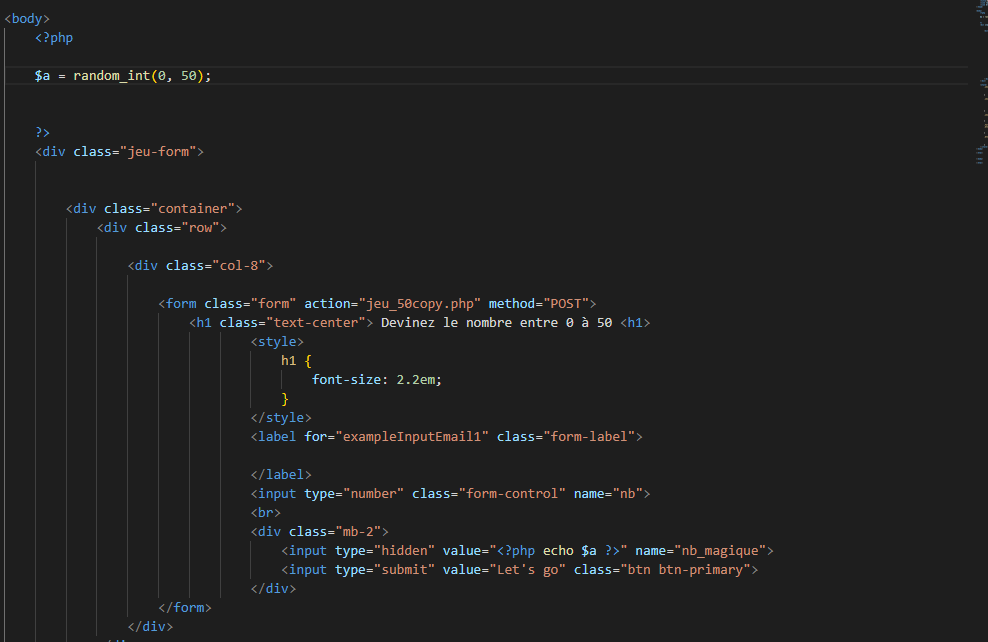 <body>
<?php
$a = random_int(0, 50);
?>
<div class="jeu-form">
<div class="container">
<div class="row">
<div class="col-8">
<form class="form" action="jeu_50copy.php" method="POST">
<h1 class="text-center"> Devinez le nombre entre 0 à 50 <h1>
<style>
h1 {
font-size: 2.2em;
}
</style>
<label for="exampleInputEmail1" class="form-label">
</label>
<input type="number" class="form-control" name="nb">
<br>
<div class="mb-2">
<input type="hidden" value="<?php echo $a ?>" name="nb_magique">
<input type="submit" value="Let's go" class="btn btn-primary">
</div>
</form>
</div>